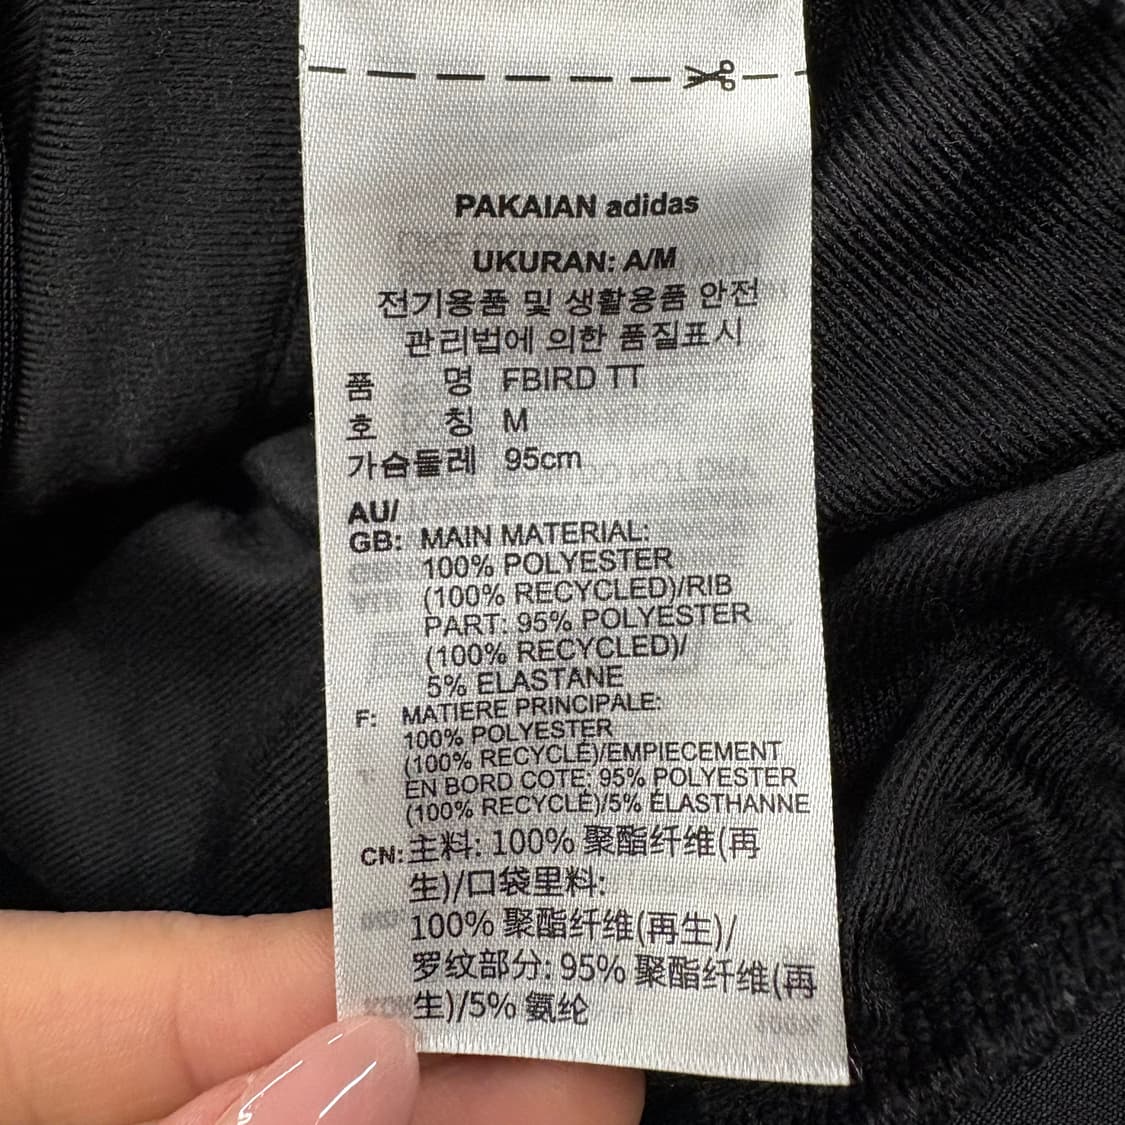 PAKAIAN adidas
UKURAN: A/M
전기용품 및 생활용품 안전
관리법에 의한 품질표시
품 명 FBIRD TT
호 칭 M
가슴둘레 95cm
AU/
GB: MAIN MATERIAL:
100% POLYESTER
(100% RECYCLED)/RIB
PART: 95% POLYESTER
(100% RECYCLED)/
5% ELASTANE
F: MATIERE PRINCIPALE:
100% POLYESTER
(100% RECYCLÉ)/EMPIECEMENT
EN BORD COTE: 95% POLYESTER
(100% RECYCLÉ)/5% ÉLASTHANNE
CN: 主料: 100% 聚酯纤维(再
生)/口袋里料:
100% 聚酯纤维(再生)/
罗纹部分: 95% 聚酯纤维(再
生)/5% 氨纶